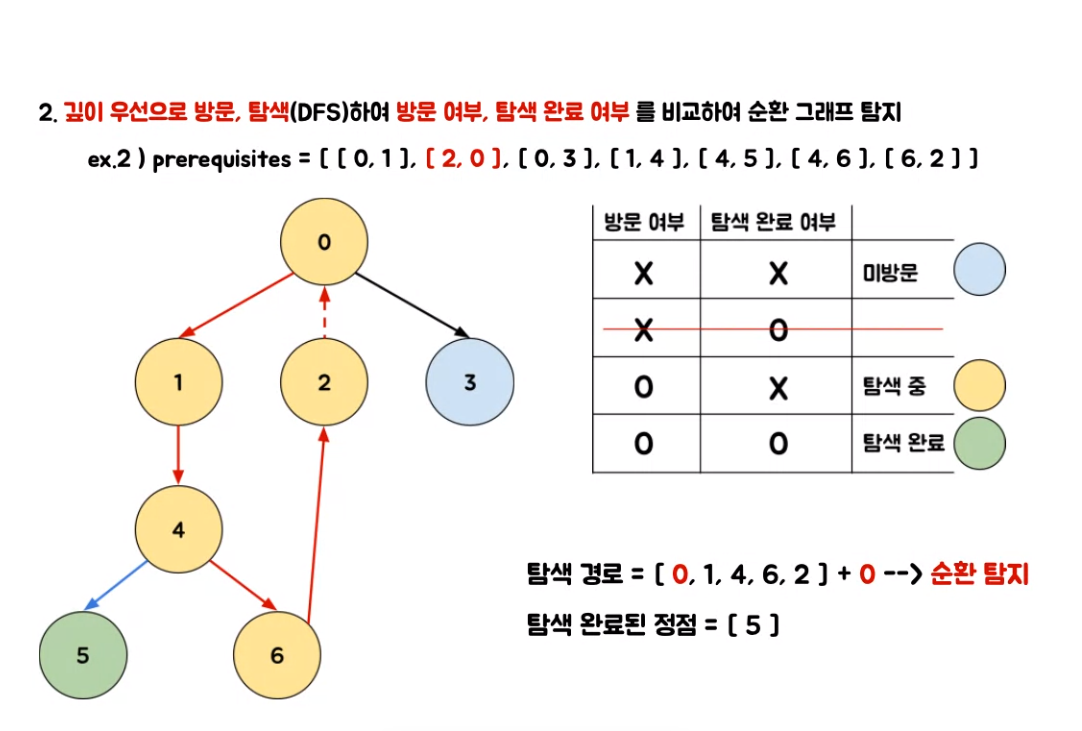 2. 깊이 우선으로 방문, 탐색(DFS)하여 방문 여부, 탐색 완료 여부 를 비교하여 순환 그래프 탐지
ex.2 ) prerequisites = [ [ 0, 1 ], [ 2, 0 ], [ 0, 3 ], [ 1, 4 ], [ 4, 5 ], [ 4, 6 ], [ 6, 2 ] ]
0
1
2
3
4
5
6
방문 여부 탐색 완료 여부
X X 미방문
X O
O X 탐색 중
O O 탐색 완료
탐색 경로 = [ 0, 1, 4, 6, 2 ] + 0 --> 순환 탐지
탐색 완료된 정점 = [ 5 ]